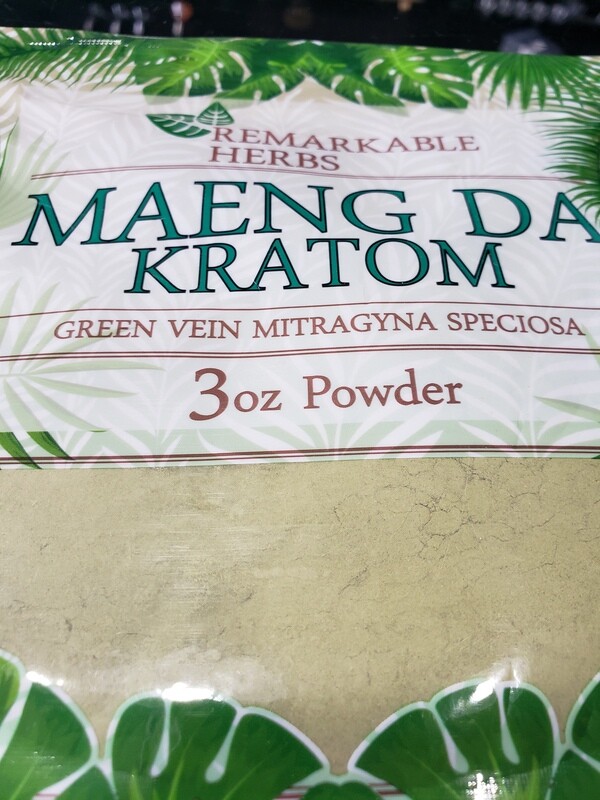 REMARKABLE
HERBS
MAENG DA
KRATOM
GREEN VEIN MITRAGYNA SPECIOSA
3oz Powder